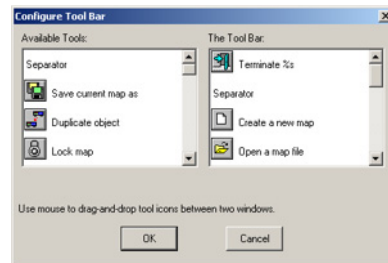 Configure Tool Bar
Available Tools:
The Tool Bar:
Separator
Save current map as
Duplicate object
Lock map
Terminate %s
Separator
Create a new map
Open a map file
Use mouse to drag-and-drop tool icons between two windows.
OK
Cancel